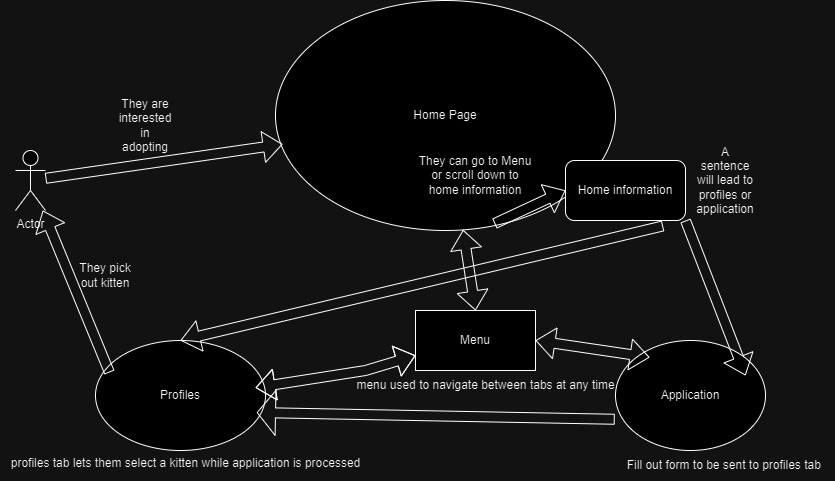 They are
interested
in
adopting
Home Page
They can go to Menu
or scroll down to
home information
Home information
A
sentence
will lead to
profiles or
application
Actor
They pick
out kitten
Menu
menu used to navigate between tabs at any time
Profiles
Application
profiles tab lets them select a kitten while application is processed
Fill out form to be sent to profiles tab